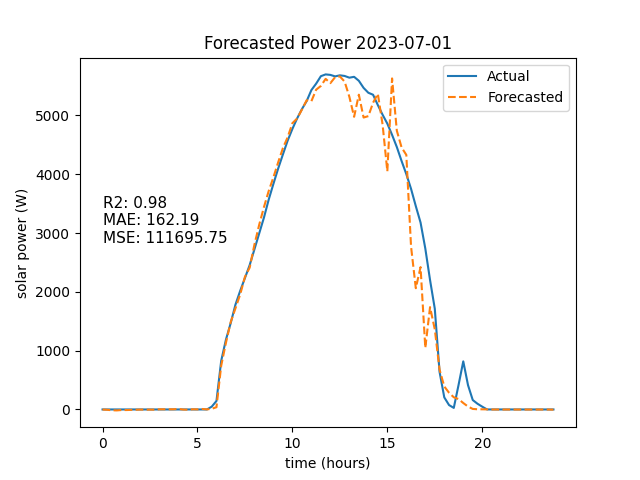 Forecasted Power 2023-07-01
Actual
Forecasted
R2: 0.98
MAE: 162.19
MSE: 111695.75
solar power (W)
5000
4000
3000
2000
1000
0
0 5 10 15 20
time (hours)